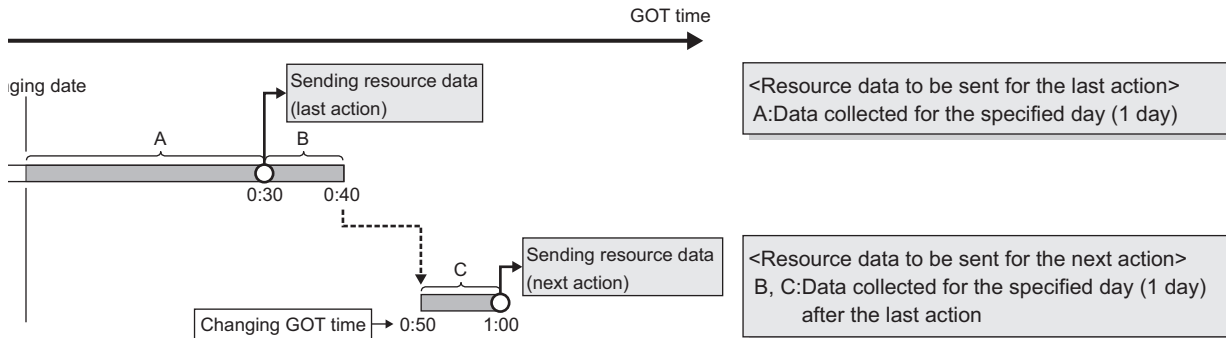 GOT time
nging date
Sending resource data
(last action)
<Resource data to be sent for the last action>
A:Data collected for the specified day (1 day)
A
B
0:30
0:40
Sending resource data
(next action)
<Resource data to be sent for the next action>
B, C:Data collected for the specified day (1 day)
after the last action
C
Changing GOT time
0:50
1:00